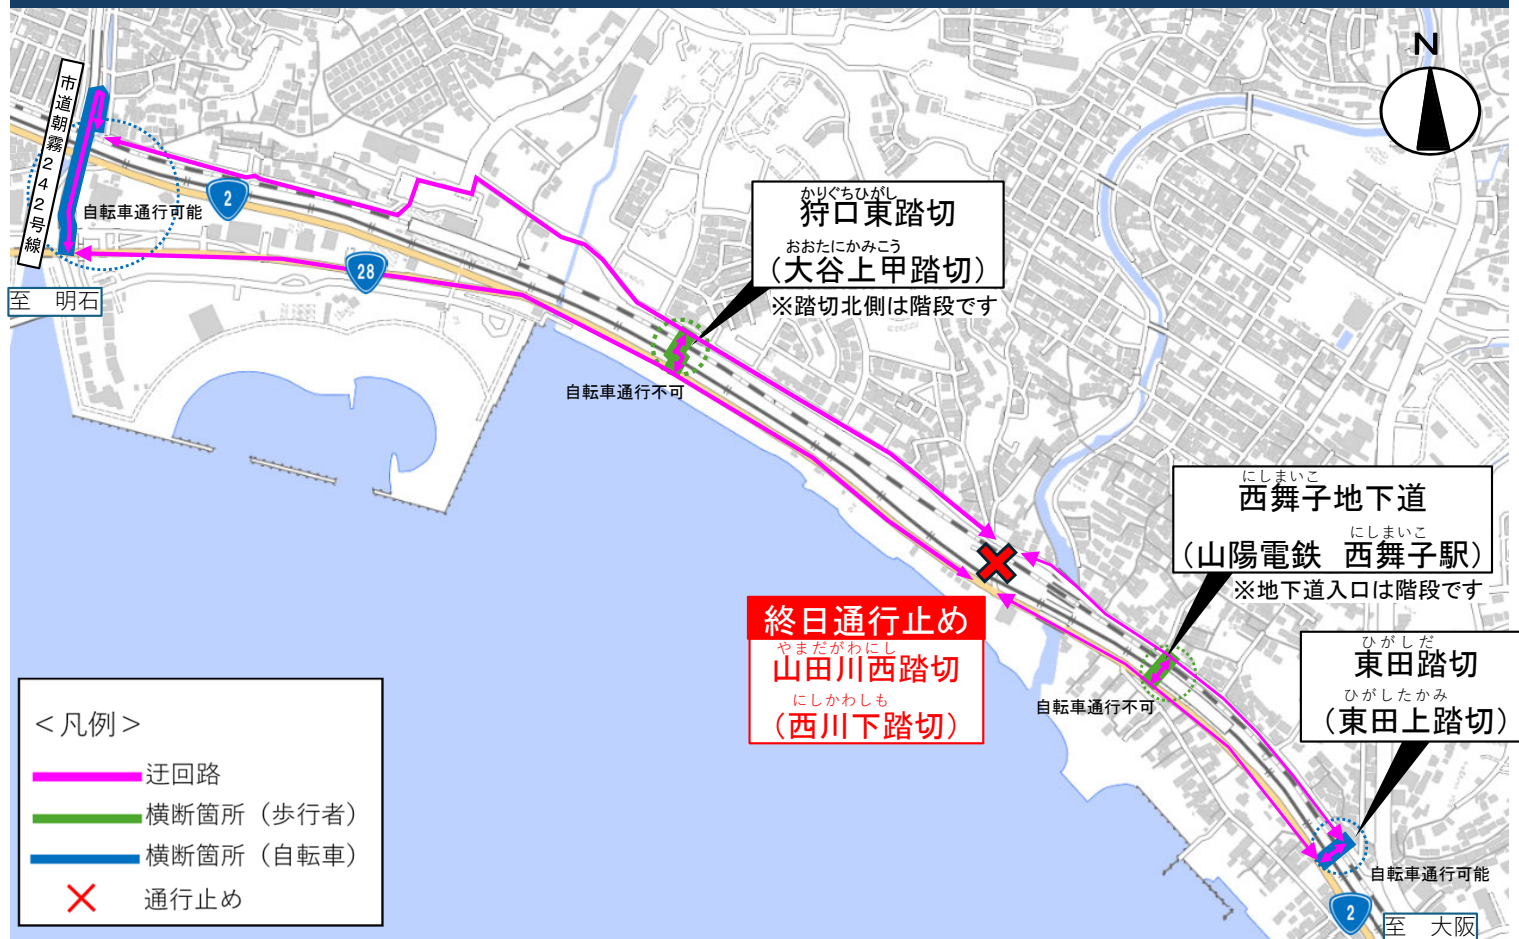 N
市道朝霧242号線
2
自転車通行可能
28
至　明石
かりぐちひがし
狩口東踏切
おおたにかみこう
（大谷上甲踏切）
※踏切北側は階段です
自転車通行不可
にしまいこ
西舞子地下道
にしまいこ
（山陽電鉄　西舞子駅）
※地下道入口は階段です
終日通行止め
やまだがわにし
山田川西踏切
にしかわしも
（西川下踏切）
自転車通行不可
ひがしだ
東田踏切
ひがしたかみ
（東田上踏切）
自転車通行可能
2
至　大阪
＜凡例＞
迂回路
横断箇所（歩行者）
横断箇所（自転車）
通行止め